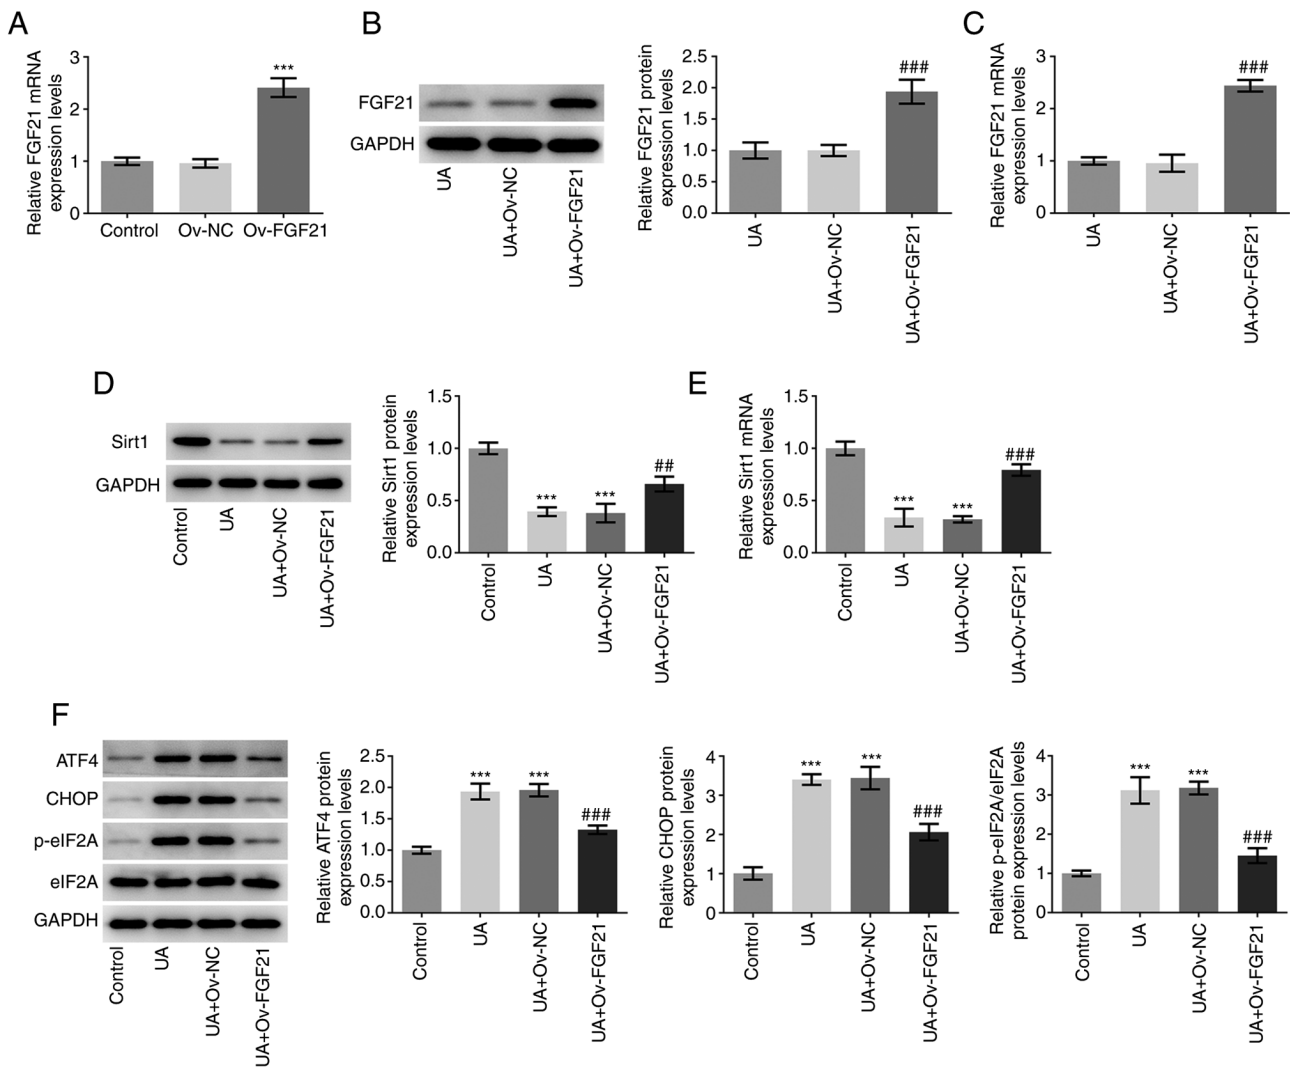 A
Relative FGF21 mRNA
expression levels
3
2
1
0
***
Control
Ov-NC
Ov-FGF21
B
FGF21
GAPDH
UA
UA+Ov-NC
UA+Ov-FGF21
Relative FGF21 protein
expression levels
2.5
2.0
1.5
1.0
0.5
0.0
###
UA
UA+Ov-NC
UA+Ov-FGF21
C
Relative FGF21 mRNA
expression levels
3
2
1
0
###
UA
UA+Ov-NC
UA+Ov-FGF21
D
Sirt1
GAPDH
Control
UA
UA+Ov-NC
UA+Ov-FGF21
Relative Sirt1 protein
expression levels
1.5
1.0
0.5
0.0
***
***
##
Control
UA
UA+Ov-NC
UA+Ov-FGF21
E
Relative Sirt1 mRNA
expression levels
1.5
1.0
0.5
0.0
***
***
###
Control
UA
UA+Ov-NC
UA+Ov-FGF21
F
ATF4
CHOP
p-eIF2A
eIF2A
GAPDH
Control
UA
UA+Ov-NC
UA+Ov-FGF21
Relative ATF4 protein
expression levels
2.5
2.0
1.5
1.0
0.5
0.0
***
***
###
Control
UA
UA+Ov-NC
UA+Ov-FGF21
Relative CHOP protein
expression levels
4
3
2
1
0
***
***
###
Control
UA
UA+Ov-NC
UA+Ov-FGF21
Relative p-eIF2A/eIF2A
protein expression levels
4
3
2
1
0
***
***
###
Control
UA
UA+Ov-NC
UA+Ov-FGF21